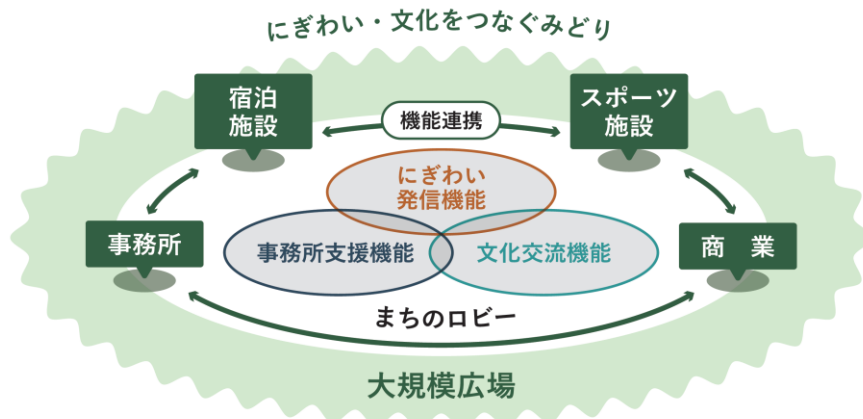 にぎわい・文化をつなぐみどり
宿泊
施設
機能連携
スポーツ
施設
にぎわい
発信機能
事務所
事務所支援機能
文化交流機能
商　業
まちのロビー
大規模広場